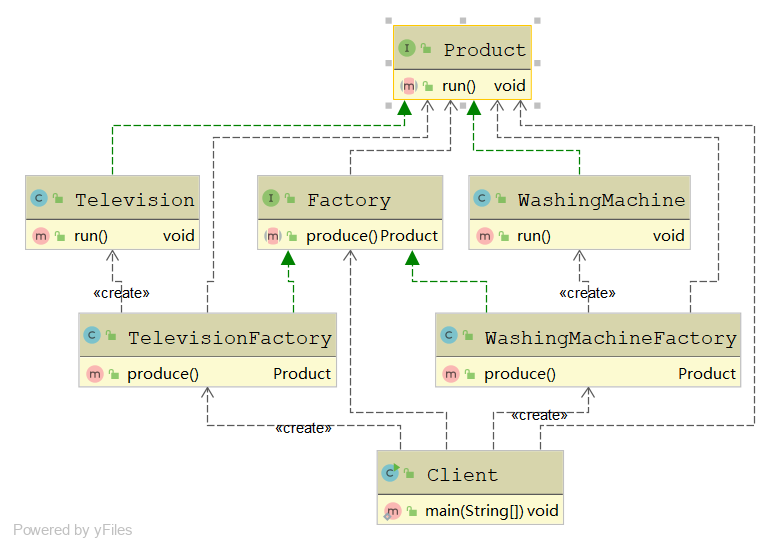 I Product
m run() void
C Television
m run() void
I Factory
m produce() Product
C WashingMachine
m run() void
«create»
«create»
C TelevisionFactory
m produce() Product
C WashingMachineFactory
m produce() Product
«create»
«create»
C Client
m main(String[]) void
Powered by yFiles